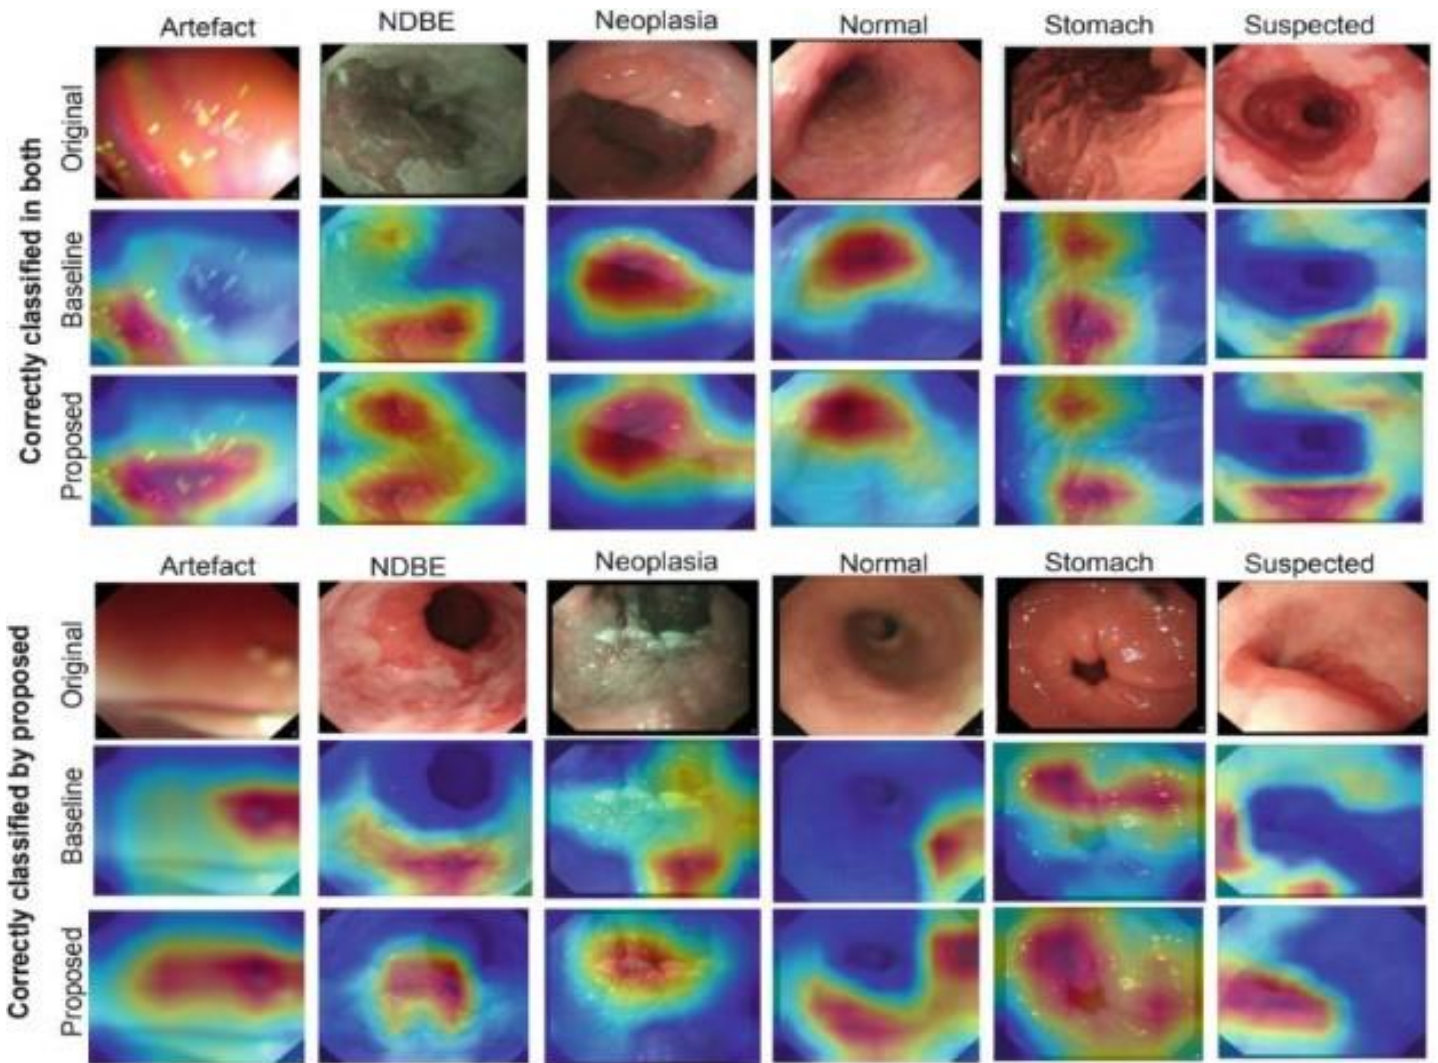 Artefact NDBE Neoplasia Normal Stomach Suspected
Correctly classified in both
Original
Baseline
Proposed
Artefact NDBE Neoplasia Normal Stomach Suspected
Correctly classified by proposed
Original
Baseline
Proposed